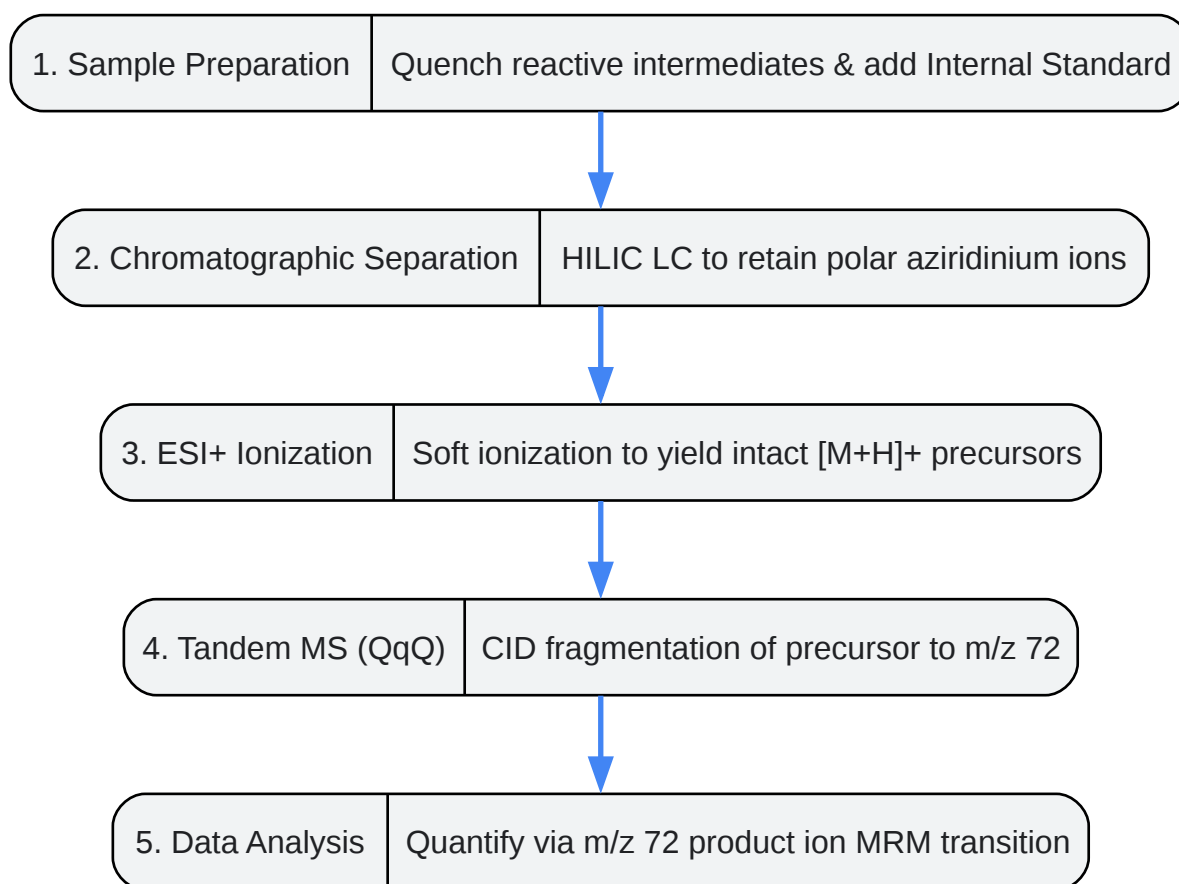 1. Sample Preparation Quench reactive intermediates & add Internal Standard
2. Chromatographic Separation HILIC LC to retain polar aziridinium ions
3. ESI+ Ionization Soft ionization to yield intact [M+H]+ precursors
4. Tandem MS (QqQ) CID fragmentation of precursor to m/z 72
5. Data Analysis Quantify via m/z 72 product ion MRM transition